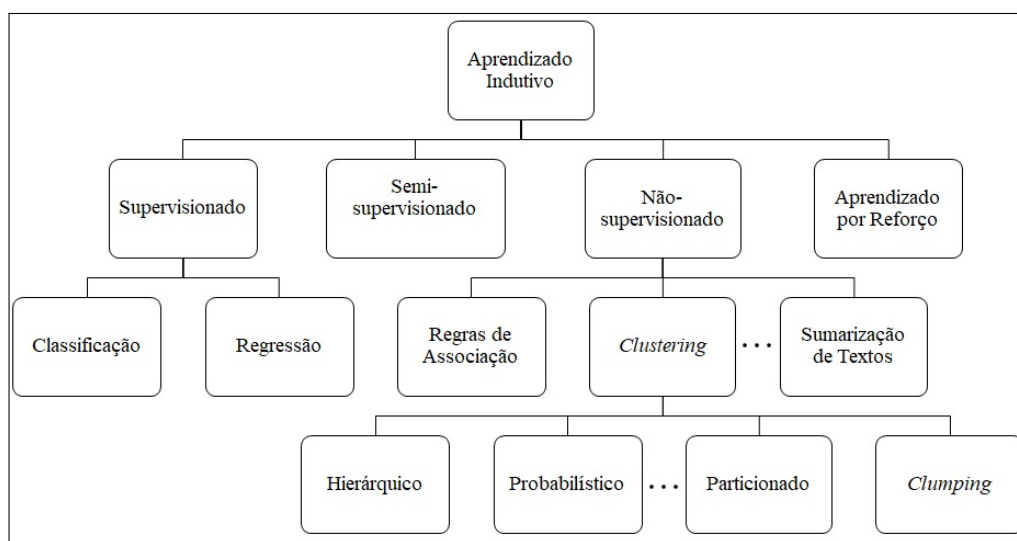 Aprendizado
Indutivo
Supervisionado
Semi-
supervisionado
Não-
supervisionado
Aprendizado
por Reforço
Classificação
Regressão
Regras de
Associação
Clustering
...
Sumarização
de Textos
Hierárquico
Probabilístico
...
Particionado
Clumping